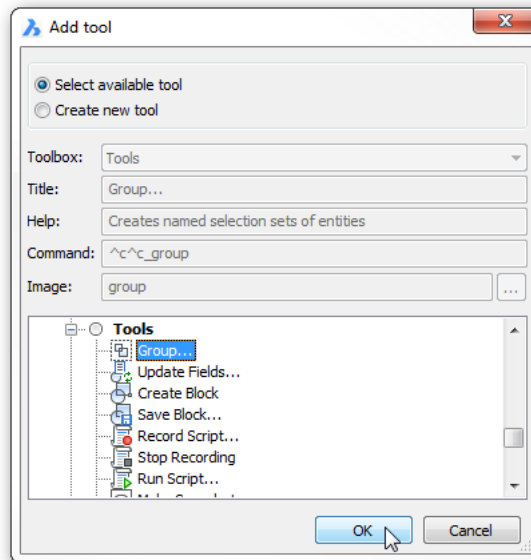 Add tool
Select available tool
Create new tool
Toolbox: Tools
Title: Group...
Help: Creates named selection sets of entities
Command: ^c^c_group
Image: group ...
Tools
Group...
Update Fields...
Create Block
Save Block...
Record Script...
Stop Recording
Run Script...
OK Cancel